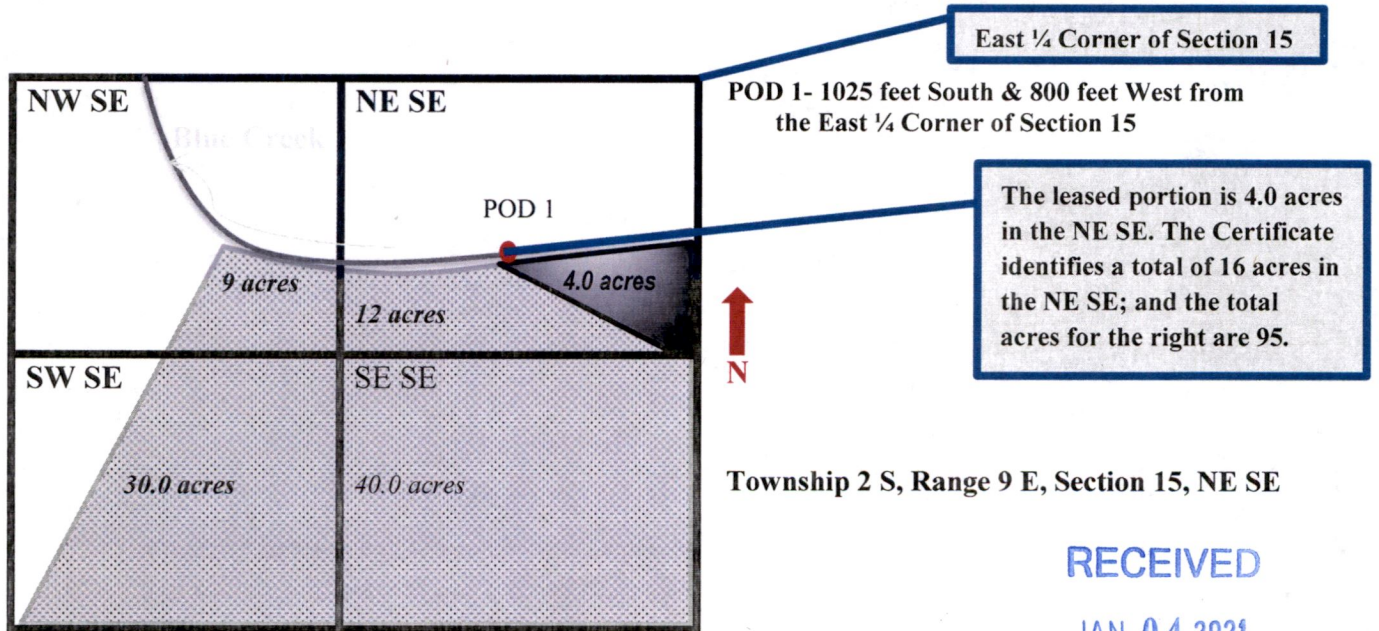 East ¼ Corner of Section 15
NW SE
NE SE
POD 1- 1025 feet South & 800 feet West from
the East ¼ Corner of Section 15
Blue Creek
POD 1
The leased portion is 4.0 acres
in the NE SE. The Certificate
identifies a total of 16 acres in
the NE SE; and the total
acres for the right are 95.
9 acres
4.0 acres
12 acres
N
SW SE
SE SE
30.0 acres
40.0 acres
Township 2 S, Range 9 E, Section 15, NE SE
RECEIVED
JAN 04